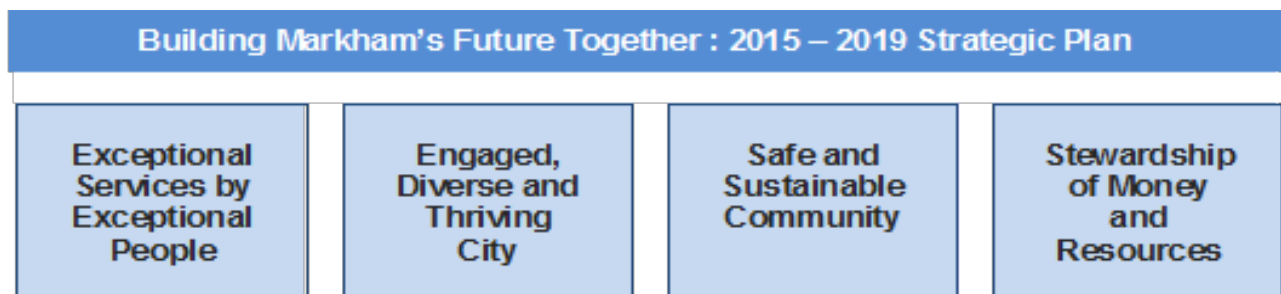 Building Markham's Future Together : 2015 – 2019 Strategic Plan
Exceptional
Services by
Exceptional
People
Engaged,
Diverse and
Thriving
City
Safe and
Sustainable
Community
Stewardship
of Money
and
Resources